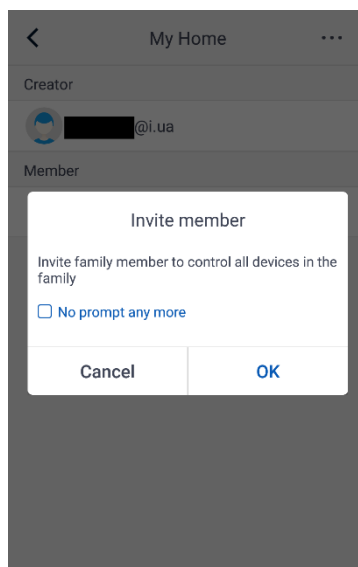 My Home
Creator
@i.ua
Member
Invite member
Invite family member to control all devices in the
family
No prompt any more
Cancel
OK